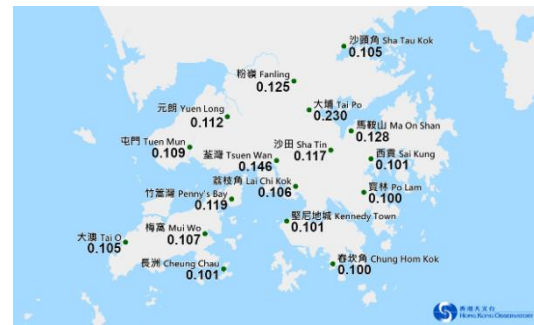 沙頭角 Sha Tau Kok
0.105
粉嶺 Fanling
0.125
大埔 Tai Po
0.230
元朗 Yuen Long
0.112
馬鞍山 Ma On Shan
0.128
屯門 Tuen Mun
0.109
沙田 Sha Tin
0.117
荃灣 Tsuen Wan
0.146
西貢 Sai Kung
0.101
荔枝角 Lai Chi Kok
0.106
寶林 Po Lam
0.100
竹篙灣 Penny's Bay
0.119
堅尼地城 Kennedy Town
0.101
梅窩 Mui Wo
0.107
大澳 Tai O
0.105
長洲 Cheung Chau
0.101
舂坎角 Chung Hom Kok
0.100
香港天文台
HONG KONG OBSERVATORY